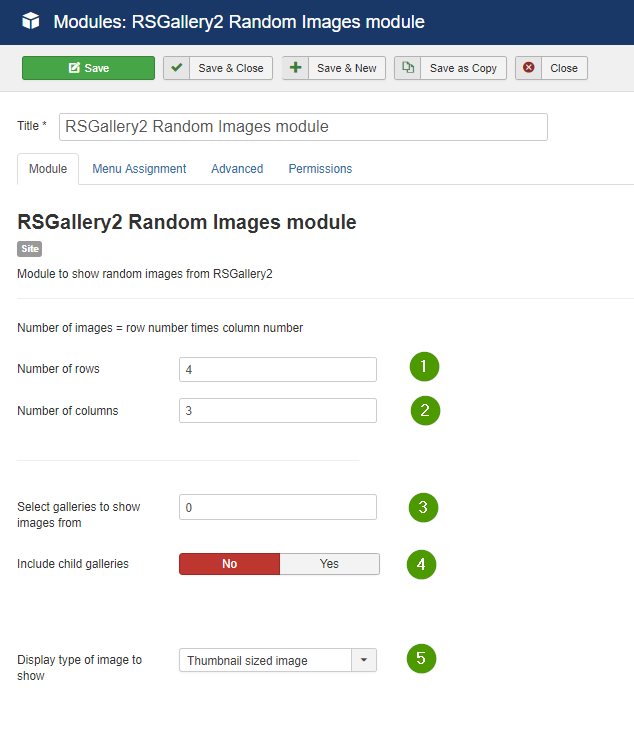 Modules: RSGallery2 Random Images module
Save Save & Close Save & New Save as Copy Close
Title * RSGallery2 Random Images module
Module Menu Assignment Advanced Permissions
RSGallery2 Random Images module
Site
Module to show random images from RSGallery2
Number of images = row number times column number
Number of rows 4 1
Number of columns 3 2
Select galleries to show 0 3
images from
Include child galleries No Yes 4
Display type of image to Thumbnail sized image 5
show